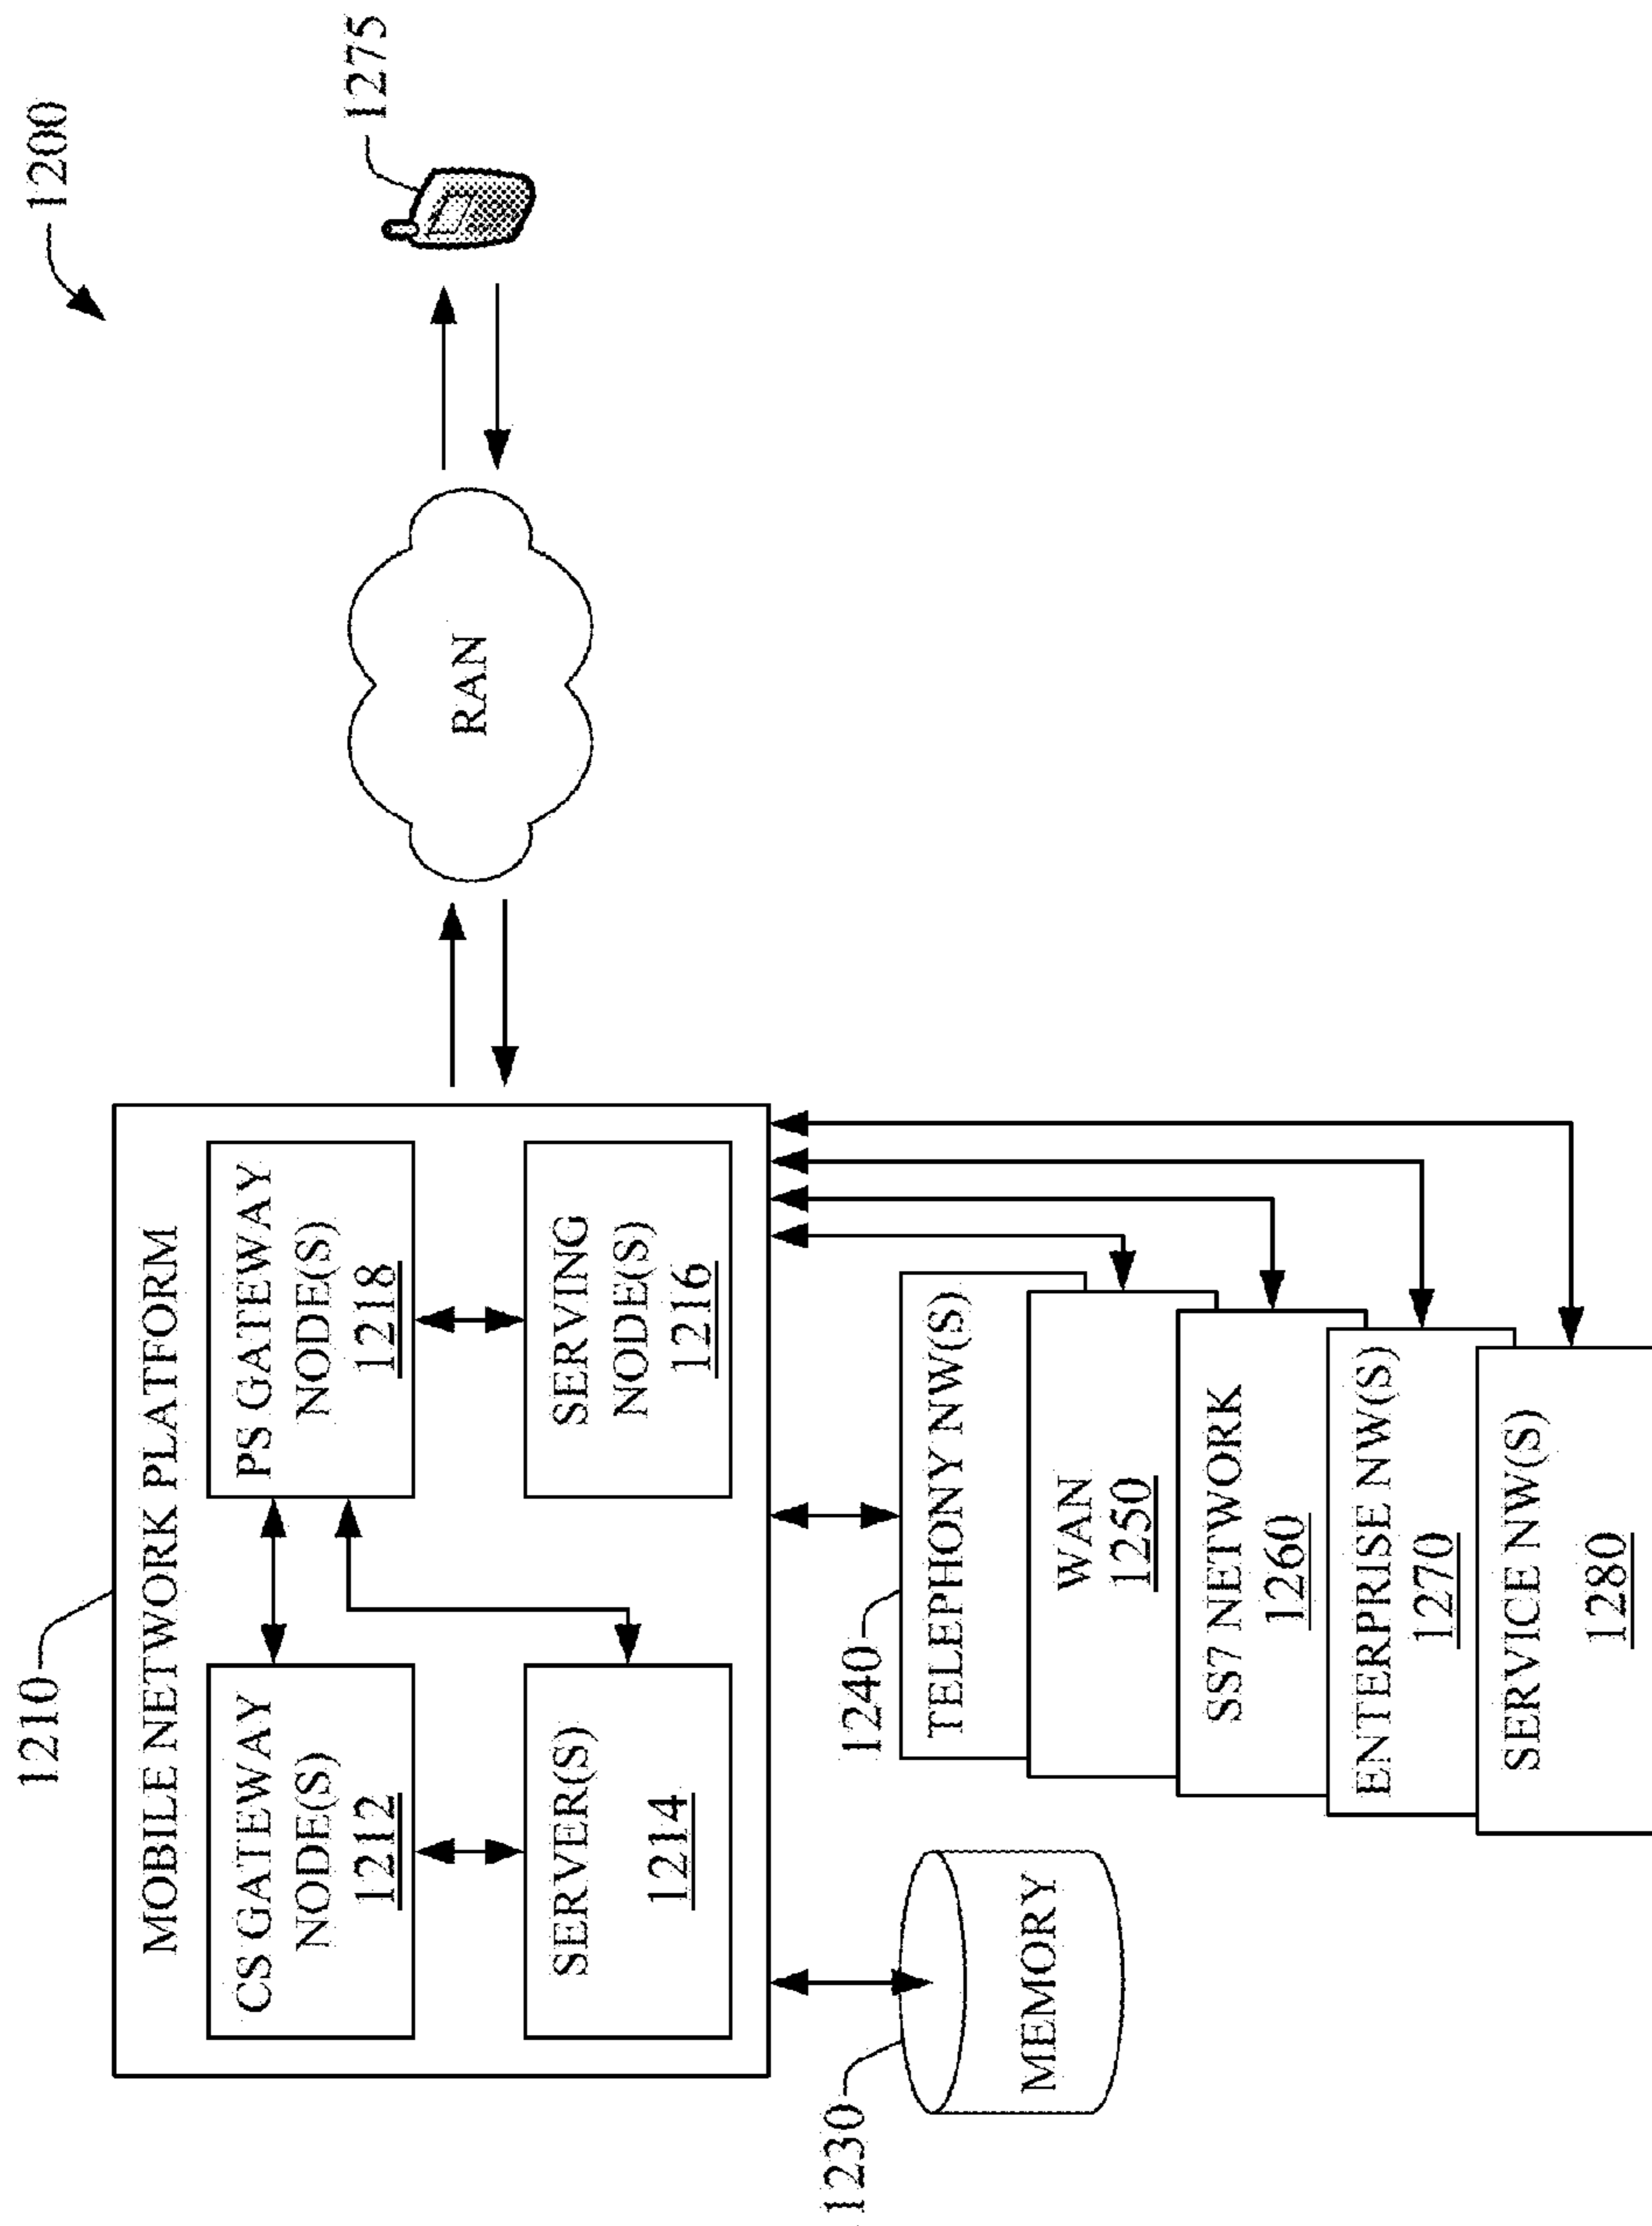 1200
1210
MOBILE NETWORK PLATFORM
CS GATEWAY
NODE(S)
1212
PS GATEWAY
NODE(S)
1218
SERVER(S)
1214
SERVING
NODE(S)
1216
RAN
1275
1230
MEMORY
1240
TELEPHONY NW(S)
WAN
1250
SS7 NETWORK
1260
ENTERPRISE NW(S)
1270
SERVICE NW(S)
1280